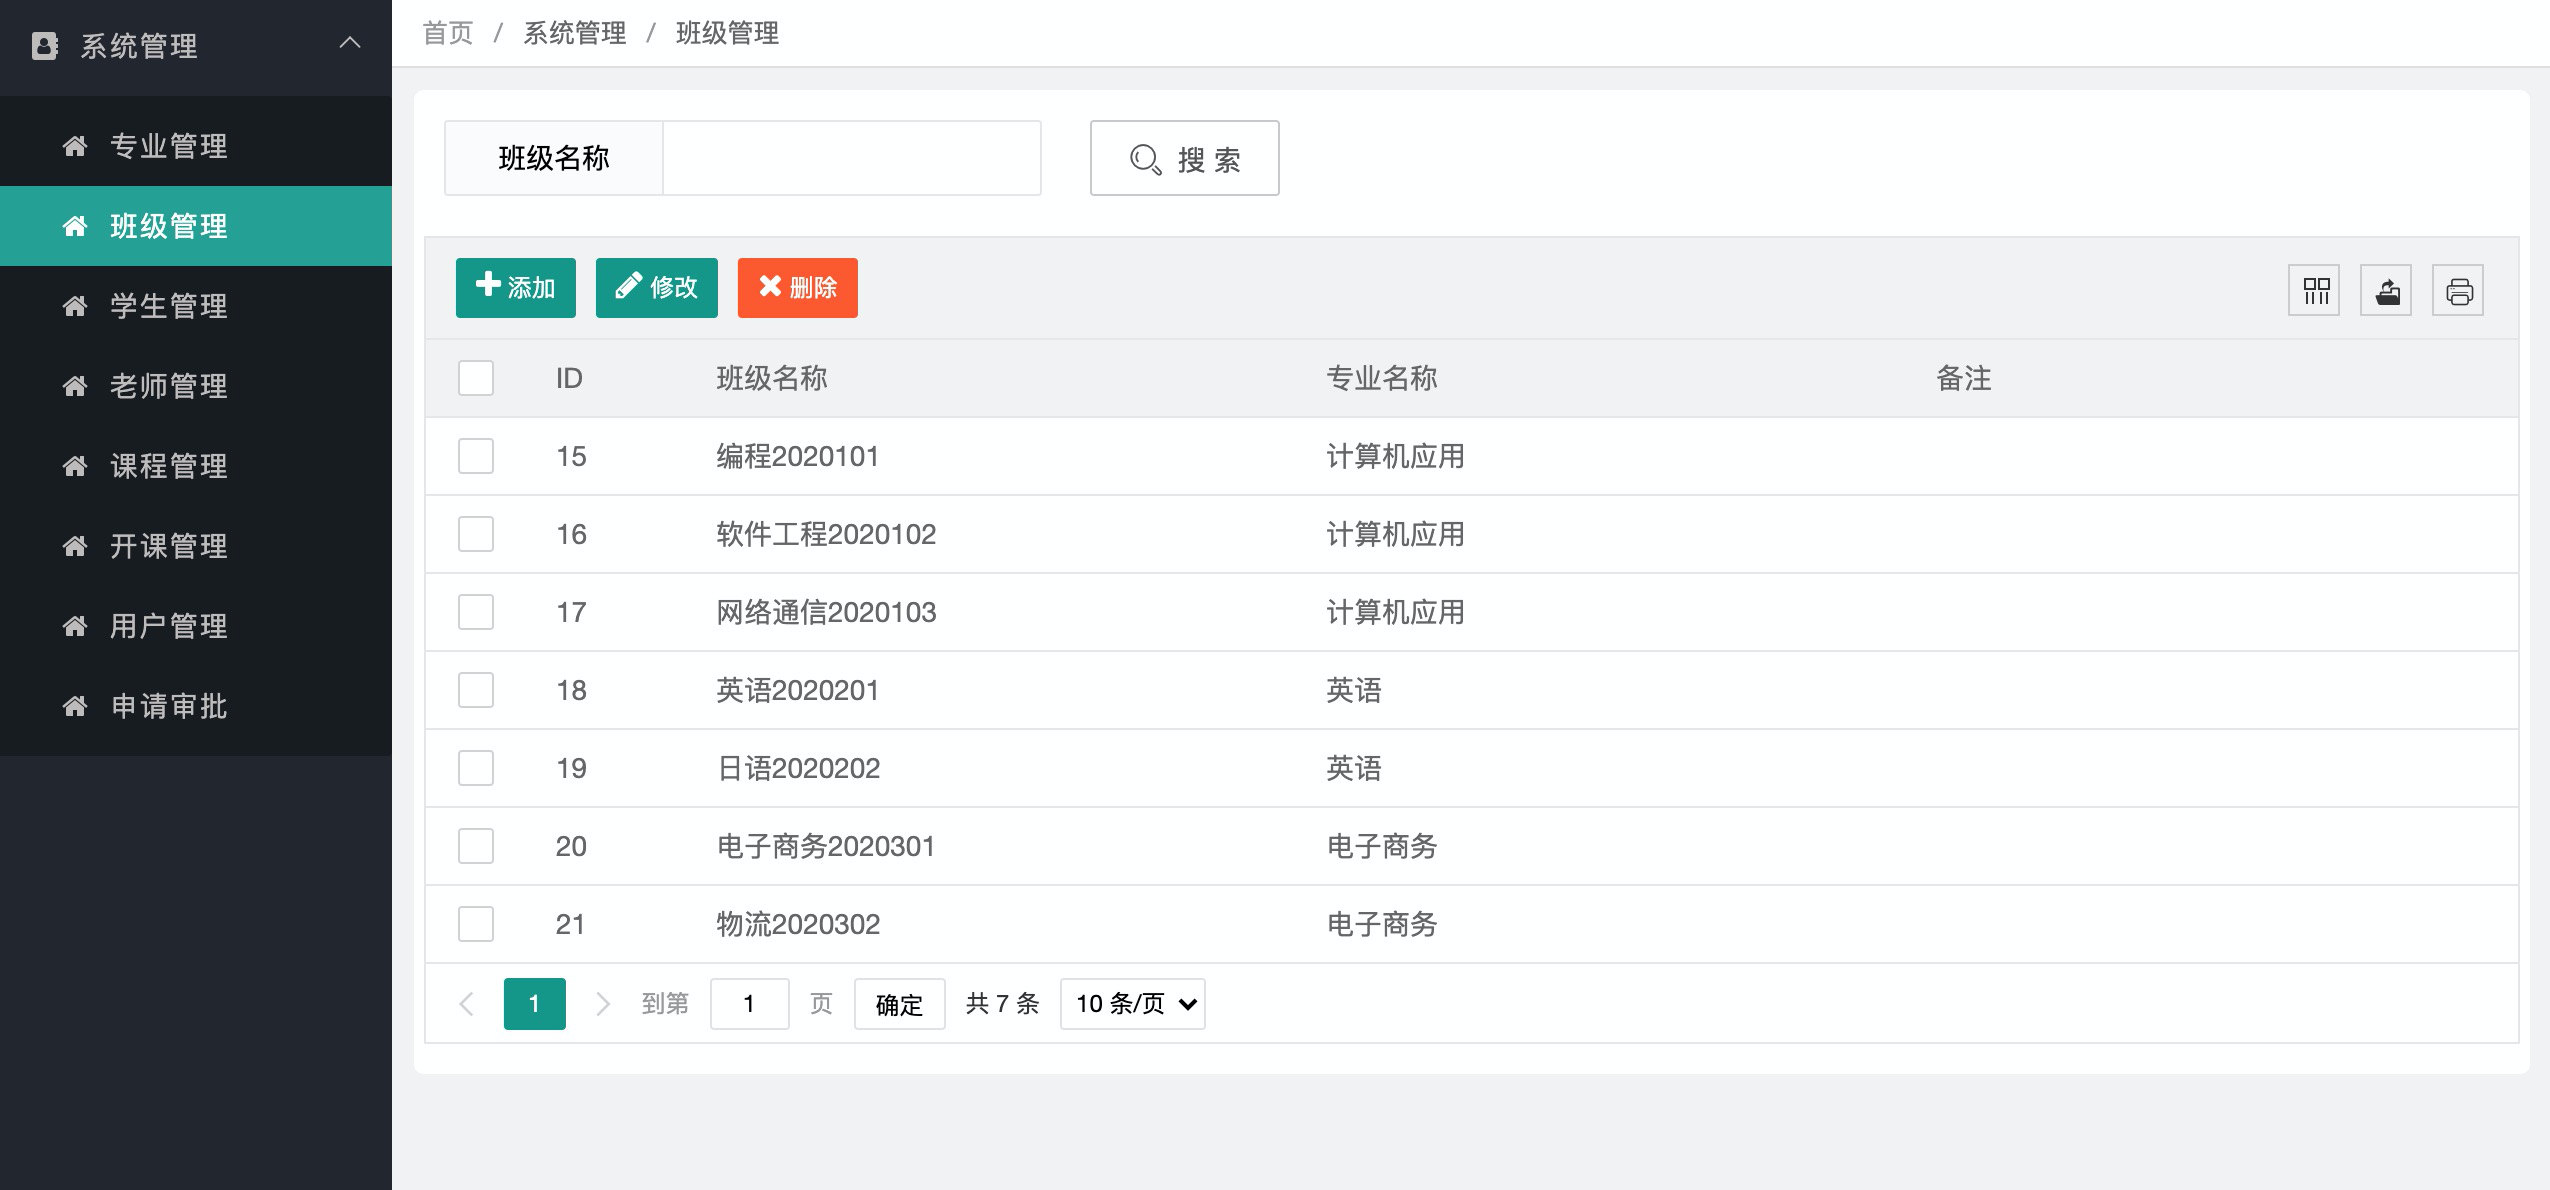 系统管理
专业管理
班级管理
学生管理
老师管理
课程管理
开课管理
用户管理
申请审批
首页 / 系统管理 / 班级管理
班级名称 搜 索
添加 修改 删除
ID 班级名称 专业名称 备注
15 编程2020101 计算机应用
16 软件工程2020102 计算机应用
17 网络通信2020103 计算机应用
18 英语2020201 英语
19 日语2020202 英语
20 电子商务2020301 电子商务
21 物流2020302 电子商务
1 到第 1 页 确定 共 7 条 10 条/页